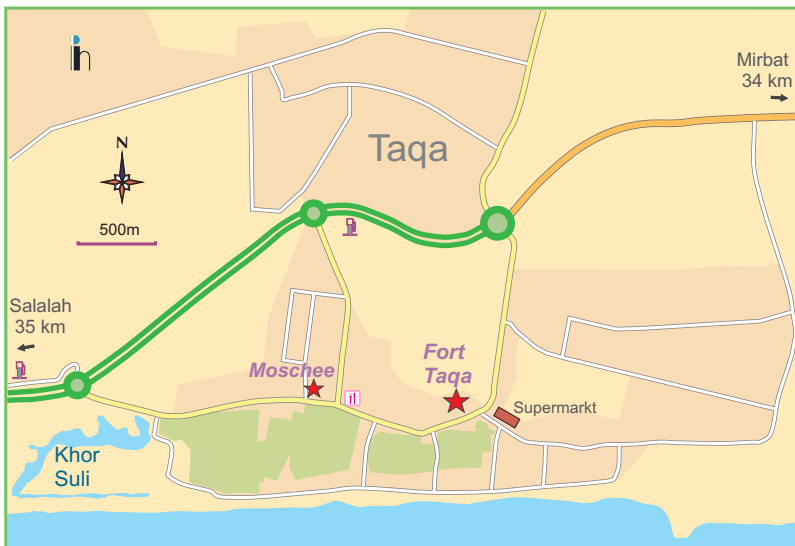 Mirbat
34 km
N
Taqa
500m
Salalah
35 km
Moschee
Fort
Taqa
Supermarkt
Khor
Suli